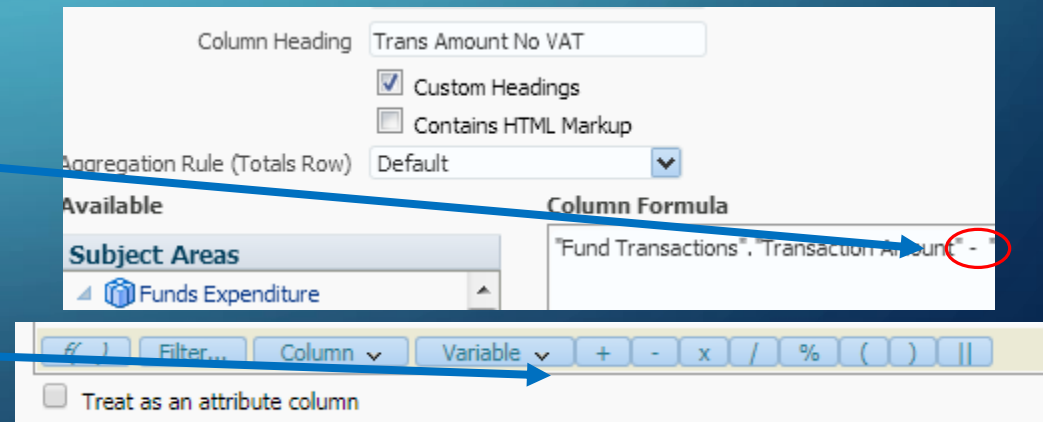 Column Heading Trans Amount No VAT
Custom Headings
Contains HTML Markup
Aggregation Rule (Totals Row) Default
Available Column Formula
Subject Areas "Fund Transactions"."Transaction Amount" - "
Funds Expenditure
f(...) Filter... Column Variable + - x / % ( ) ||
Treat as an attribute column